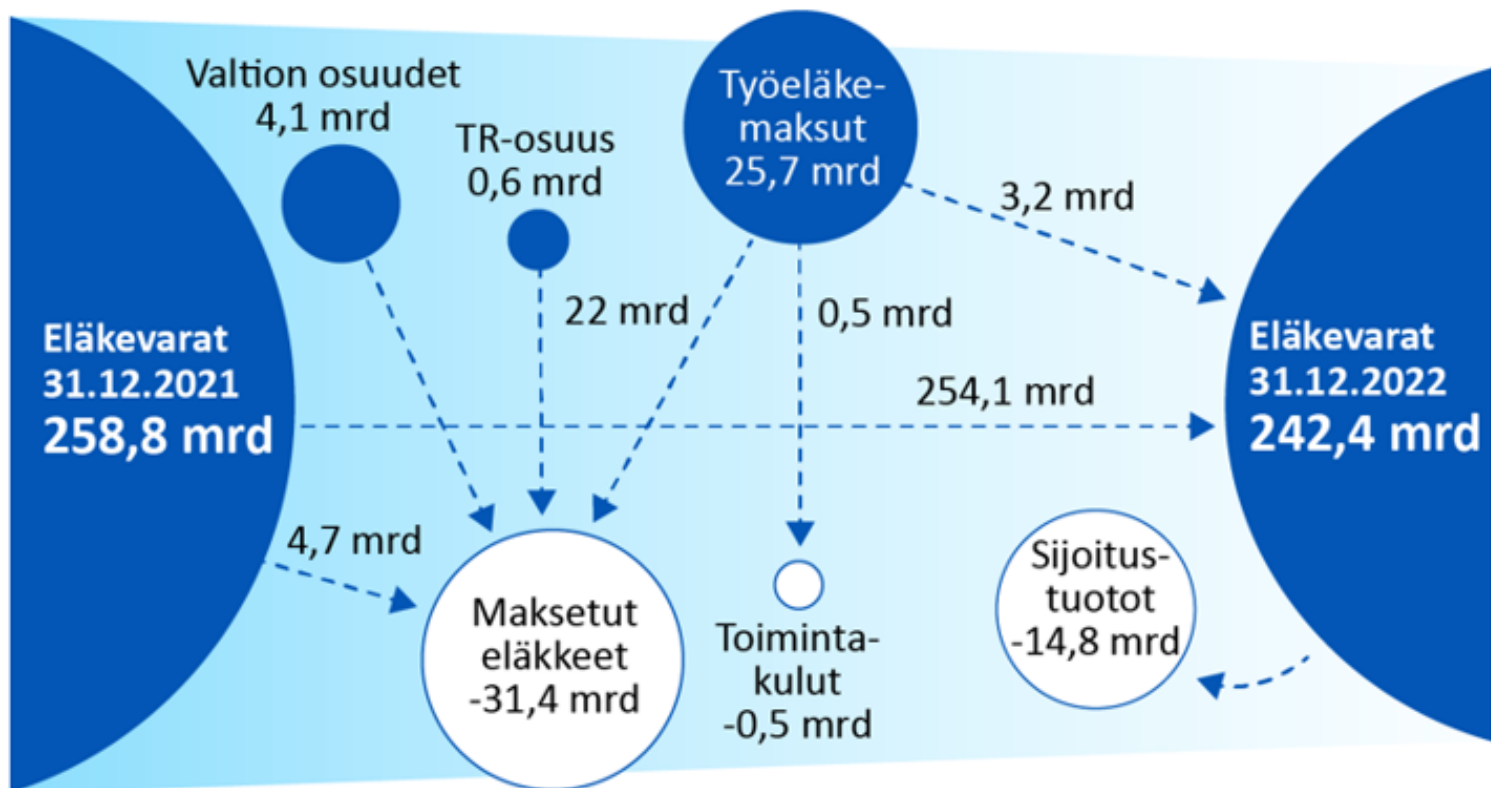 Valtion osuudet
4,1 mrd
TR-osuus
0,6 mrd
Työeläke-
maksut
25,7 mrd
3,2 mrd
22 mrd
0,5 mrd
Eläkevarat
31.12.2021
258,8 mrd
254,1 mrd
Eläkevarat
31.12.2022
242,4 mrd
4,7 mrd
Maksetut
eläkkeet
-31,4 mrd
Toiminta-
kulut
-0,5 mrd
Sijoitus-
tuotot
-14,8 mrd